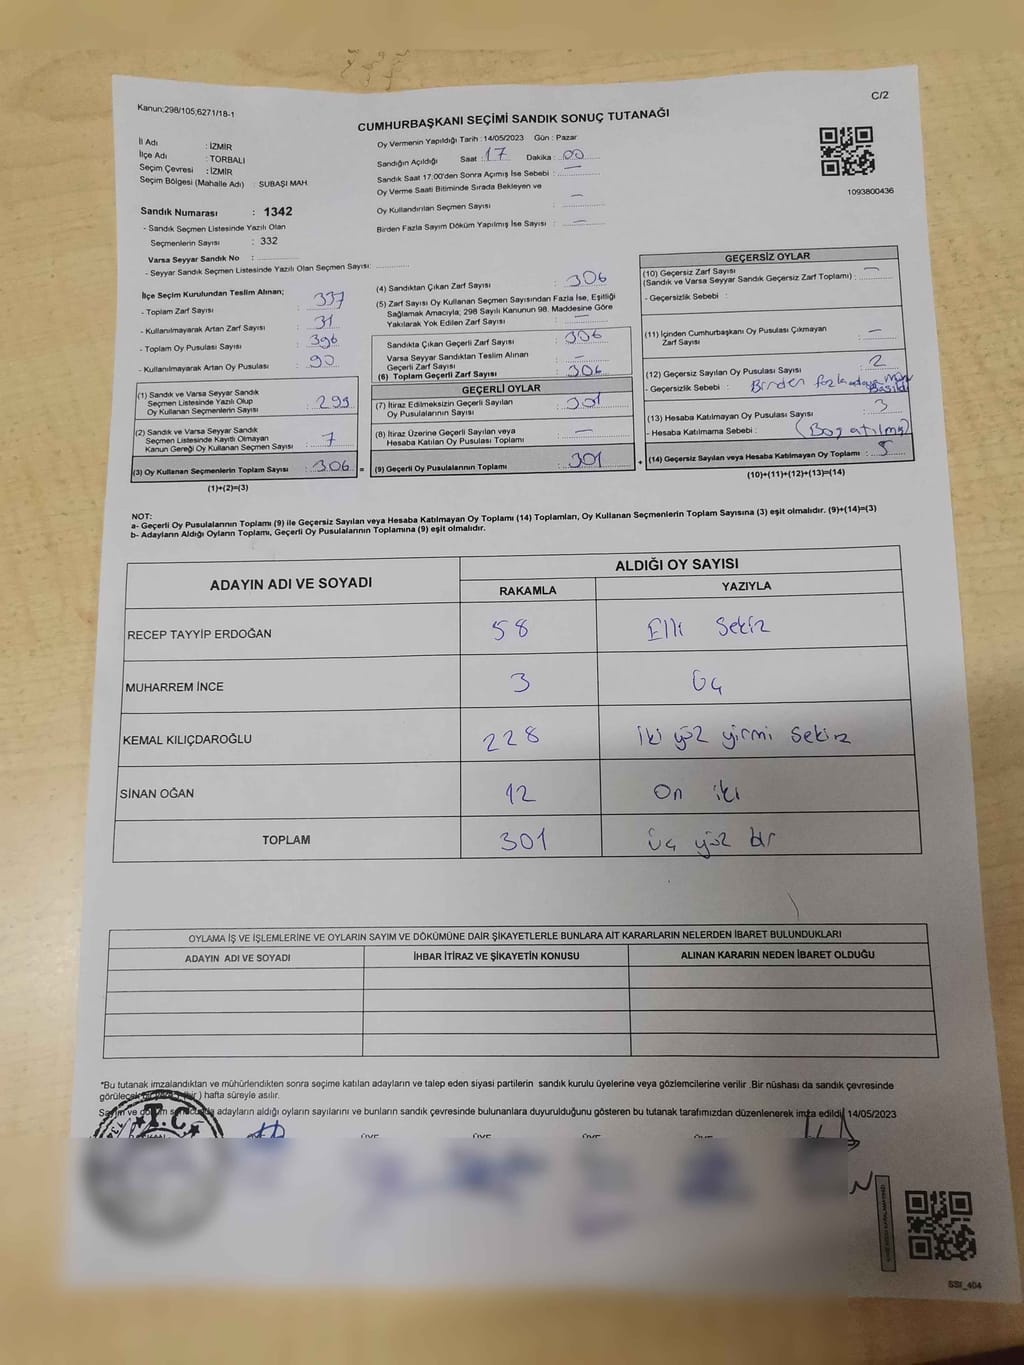 Kanun;298/105;6271/18-1
C/2
CUMHURBAŞKANI SEÇİMİ SANDIK SONUÇ TUTANAĞI
İl Adı : İZMİR
İlçe Adı : TORBALI
Seçim Çevresi : İZMİR
Seçim Bölgesi (Mahalle Adı) : SUBAŞI MAH.
Sandık Numarası : 1342
- Sandık Seçmen Listesinde Yazılı Olan
Seçmenlerin Sayısı : 332
Varsa Seyyar Sandık No :
- Seyyar Sandık Seçmen Listesinde Yazılı Olan Seçmen Sayısı:
Oy Vermenin Yapıldığı Tarih : 14/05/2023 Gün : Pazar
Sandığın Açıldığı Saat : 17 Dakika : 00
Sandık Saat 17:00'den Sonra Açımış İse Sebebi : —
Oy Verme Saati Bitiminde Sırada Bekleyen ve
Oy Kullandırılan Seçmen Sayısı : —
Birden Fazla Sayım Döküm Yapılmış İse Sayısı : —
1093800436
İlçe Seçim Kurulundan Teslim Alınan;
- Toplam Zarf Sayısı : 337
- Kullanılmayarak Artan Zarf Sayısı : 31
- Toplam Oy Pusulası Sayısı : 396
- Kullanılmayarak Artan Oy Pusulası : 90
(1) Sandık ve Varsa Seyyar Sandık
Seçmen Listesinde Yazılı Olup
Oy Kullanan Seçmenlerin Sayısı : 299
(2) Sandık ve Varsa Seyyar Sandık
Seçmen Listesinde Kayıtlı Olmayan
Kanun Gereği Oy Kullanan Seçmen Sayısı : 7
(3) Oy Kullanan Seçmenlerin Toplam Sayısı : 306 =
(1)+(2)=(3)
(4) Sandıktan Çıkan Zarf Sayısı : 306
(5) Zarf Sayısı Oy Kullanan Seçmen Sayısından Fazla İse, Eşitliği
Sağlamak Amacıyla; 298 Sayılı Kanunun 98. Maddesine Göre
Yakılarak Yok Edilen Zarf Sayısı : —
Sandıkta Çıkan Geçerli Zarf Sayısı : 306
Varsa Seyyar Sandıktan Teslim Alınan
Geçerli Zarf Sayısı : —
(6) Toplam Geçerli Zarf Sayısı : 306
GEÇERLİ OYLAR
(7) İtiraz Edilmeksizin Geçerli Sayılan
Oy Pusulalarının Sayısı : 301
(8) İtiraz Üzerine Geçerli Sayılan veya
Hesaba Katılan Oy Pusulası Toplamı : —
(9) Geçerli Oy Pusulalarının Toplamı : 301 +
GEÇERSİZ OYLAR
(10) Geçersiz Zarf Sayısı
(Sandık ve Varsa Seyyar Sandık Geçersiz Zarf Toplamı) : —
- Geçersizlik Sebebi :
(11) İçinden Cumhurbaşkanı Oy Pusulası Çıkmayan
Zarf Sayısı : —
(12) Geçersiz Sayılan Oy Pusulası Sayısı : 2
- Geçersizlik Sebebi : Birden fazla adaya mühür Basıldı
(13) Hesaba Katılmayan Oy Pusulası Sayısı : 3
- Hesaba Katılmama Sebebi : (Boş atılmış)
(14) Geçersiz Sayılan veya Hesaba Katılmayan Oy Toplamı : 5
(10)+(11)+(12)+(13)=(14)
NOT:
a- Geçerli Oy Pusulalarının Toplamı (9) ile Geçersiz Sayılan veya Hesaba Katılmayan Oy Toplamı (14) Toplamları, Oy Kullanan Seçmenlerin Toplam Sayısına (3) eşit olmalıdır. (9)+(14)=(3)
b- Adayların Aldığı Oyların Toplamı, Geçerli Oy Pusulalarının Toplamına (9) eşit olmalıdır.
ADAYIN ADI VE SOYADI
ALDIĞI OY SAYISI
RAKAMLA YAZIYLA
RECEP TAYYİP ERDOĞAN 58 Elli Sekiz
MUHARREM İNCE 3 Üç
KEMAL KILIÇDAROĞLU 228 iki yüz yirmi sekiz
SİNAN OĞAN 12 On iki
TOPLAM 301 üç yüz bir
OYLAMA İŞ VE İŞLEMLERİNE VE OYLARIN SAYIM VE DÖKÜMÜNE DAİR ŞİKAYETLERLE BUNLARA AİT KARARLARIN NELERDEN İBARET BULUNDUKLARI
ADAYIN ADI VE SOYADI İHBAR İTİRAZ VE ŞİKAYETİN KONUSU ALINAN KARARIN NEDEN İBARET OLDUĞU
*Bu tutanak imzalandıktan ve mühürlendikten sonra seçime katılan adayların ve talep eden siyasi partilerin sandık kurulu üyelerine veya gözlemcilerine verilir .Bir nüshası da sandık çevresinde
görülecek bir ) hafta süreyle asılır.
Sayım ve döküm adayların aldığı oyların sayılarını ve bunların sandık çevresinde bulunanlara duyurulduğunu gösteren bu tutanak tarafımızdan düzenlenerek imza edildi 14/05/2023
T.C.
ÜYE ÜYE ÜYE ÜYE
SSI_404